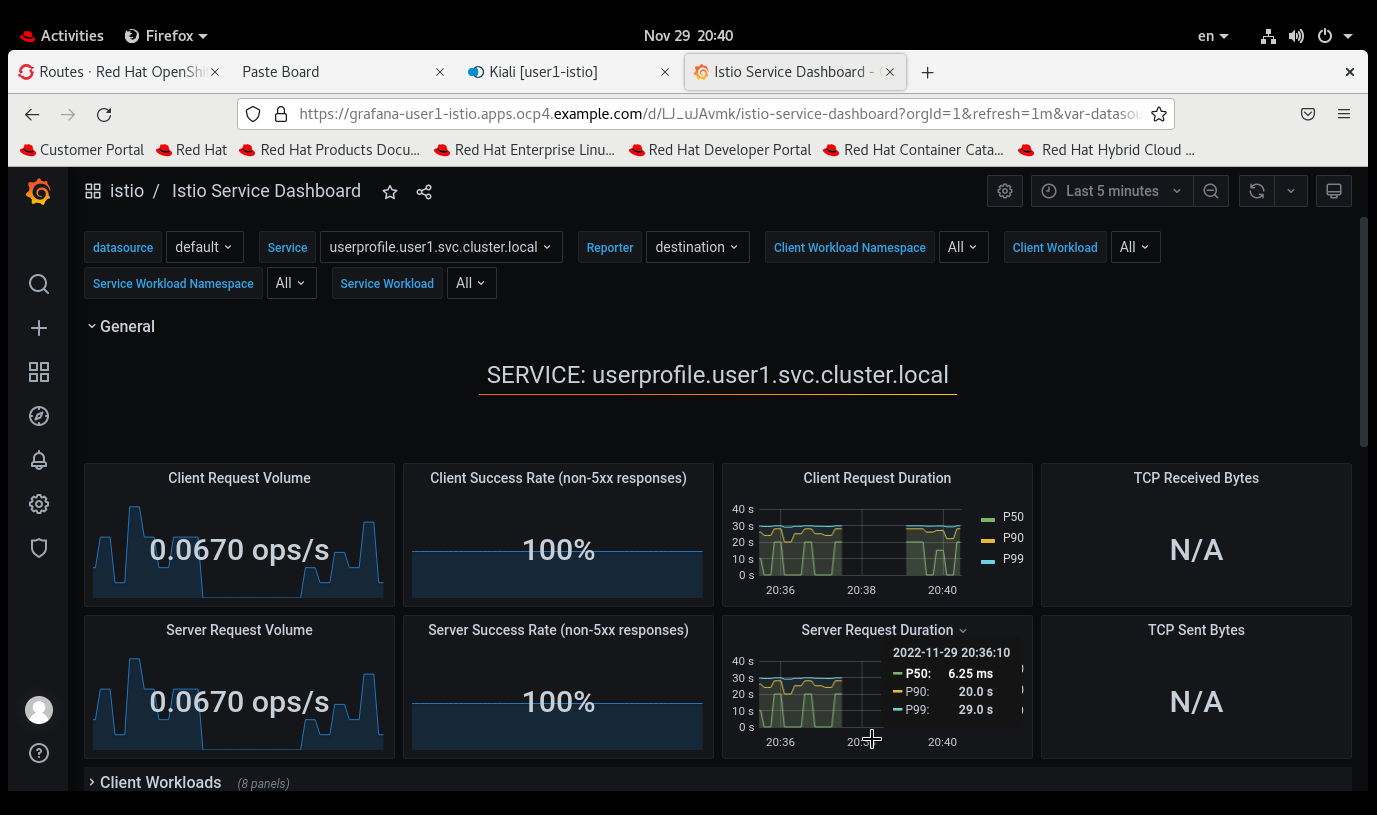 Activities Firefox Nov 29 20:40 en
Routes · Red Hat OpenShi Paste Board Kiali [user1-istio] Istio Service Dashboard -
https://grafana-user1-istio.apps.ocp4.example.com/d/LJ_uJAvmk/istio-service-dashboard?orgId=1&refresh=1m&var-datasou
Customer Portal Red Hat Red Hat Products Docu... Red Hat Enterprise Linu... Red Hat Developer Portal Red Hat Container Cata... Red Hat Hybrid Cloud ...
istio / Istio Service Dashboard Last 5 minutes
datasource default Service userprofile.user1.svc.cluster.local Reporter destination Client Workload Namespace All Client Workload All
Service Workload Namespace All Service Workload All
General
SERVICE: userprofile.user1.svc.cluster.local
Client Request Volume Client Success Rate (non-5xx responses) Client Request Duration TCP Received Bytes
0.0670 ops/s 100% N/A
40 s P50
30 s
20 s P90
10 s P99
0 s
20:36 20:38 20:40
Server Request Volume Server Success Rate (non-5xx responses) Server Request Duration TCP Sent Bytes
0.0670 ops/s 100% N/A
2022-11-29 20:36:10
40 s P50: 6.25 ms
30 s
20 s P90: 20.0 s
10 s P99: 29.0 s
0 s
20:36 20:40
Client Workloads (8 panels)